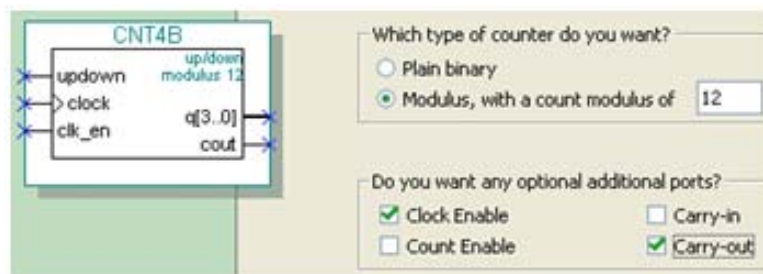 CNT4B
up/down
modulus 12
updown
clock
clk_en
q[3..0]
cout
Which type of counter do you want?
Plain binary
Modulus, with a count modulus of 12
Do you want any optional additional ports?
Clock Enable Carry-in
Count Enable Carry-out